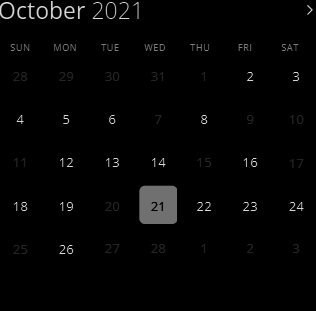 October 2021
SUN MON TUE WED THU FRI SAT
28 29 30 31 1 2 3
4 5 6 7 8 9 10
11 12 13 14 15 16 17
18 19 20 21 22 23 24
25 26 27 28 1 2 3